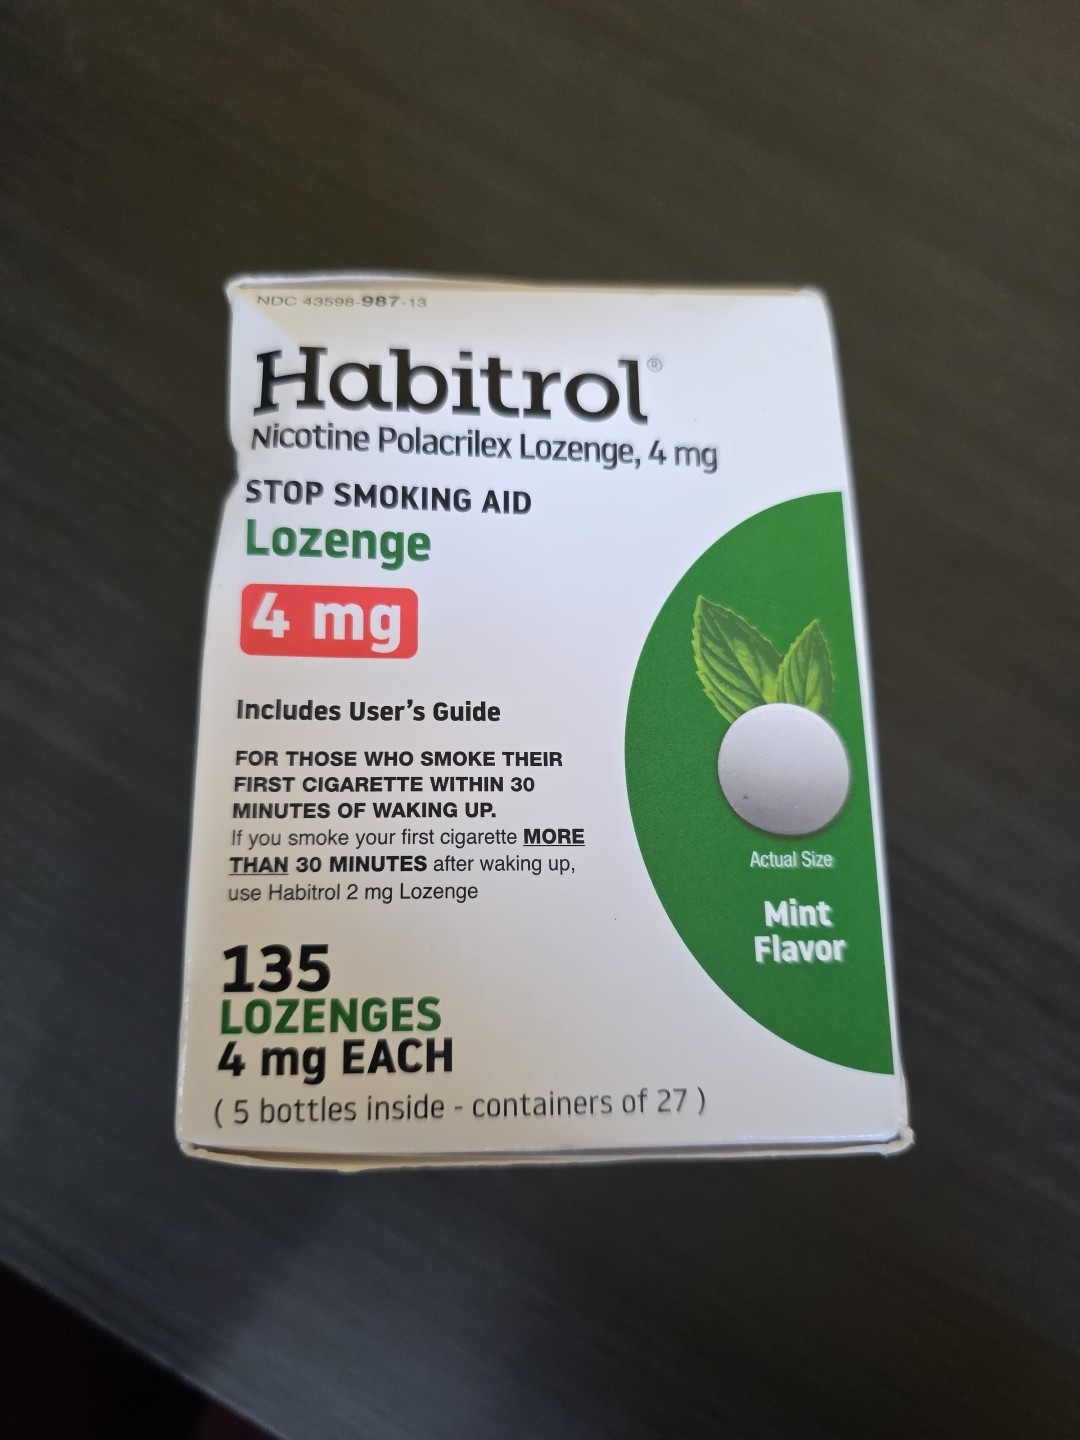 NDC 43598-987-13
Habitrol®
Nicotine Polacrilex Lozenge, 4 mg
STOP SMOKING AID
Lozenge
4 mg
Includes User's Guide
FOR THOSE WHO SMOKE THEIR
FIRST CIGARETTE WITHIN 30
MINUTES OF WAKING UP.
If you smoke your first cigarette MORE
THAN 30 MINUTES after waking up,
use Habitrol 2 mg Lozenge
Actual Size
Mint
Flavor
135
LOZENGES
4 mg EACH
( 5 bottles inside - containers of 27 )